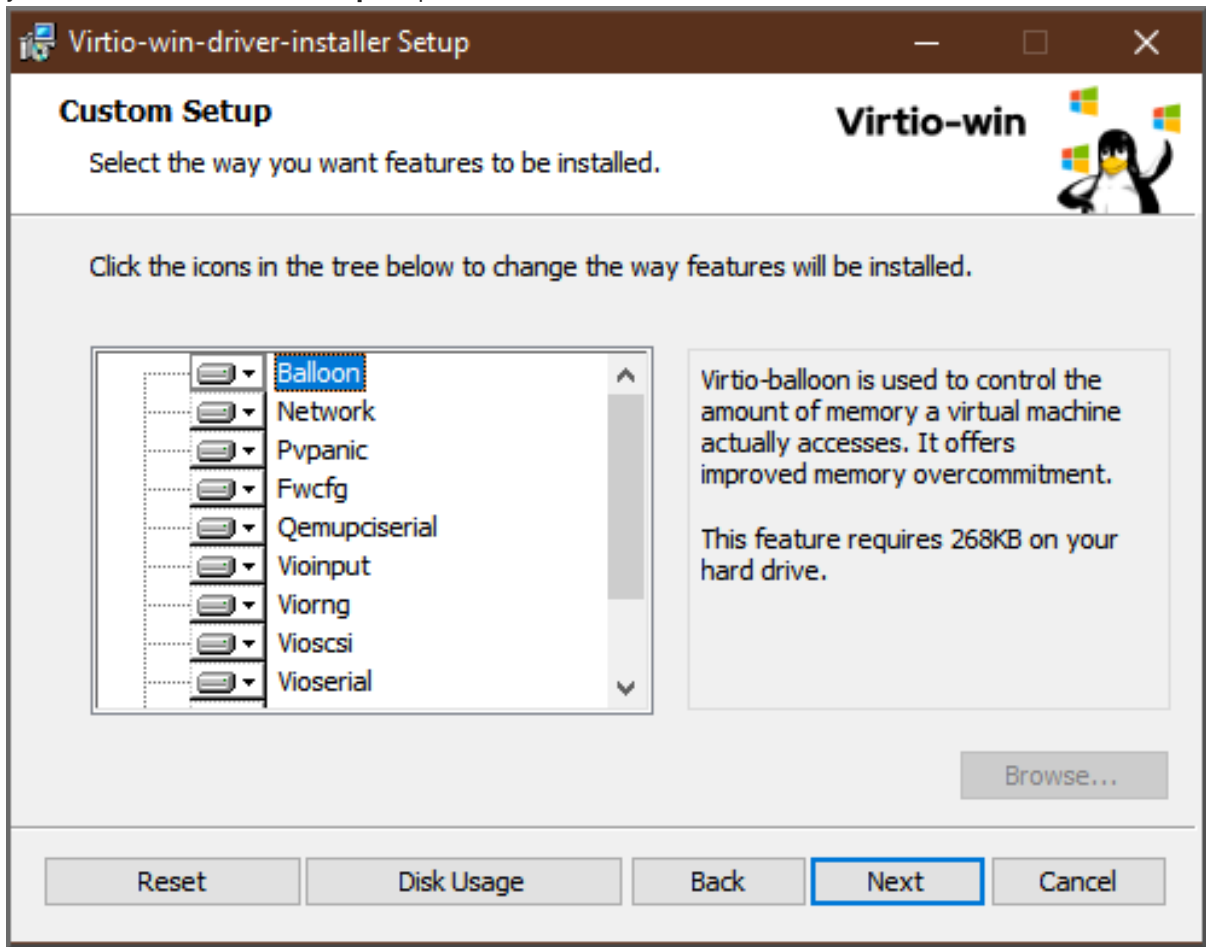 Virtio-win-driver-installer Setup
Custom Setup
Virtio-win
Select the way you want features to be installed.
Click the icons in the tree below to change the way features will be installed.
Balloon
Network
Pvpanic
Fwcfg
Qemupciserial
Vioinput
Viorng
Vioscsi
Vioserial
Virtio-balloon is used to control the
amount of memory a virtual machine
actually accesses. It offers
improved memory overcommitment.
This feature requires 268KB on your
hard drive.
Browse...
Reset
Disk Usage
Back
Next
Cancel